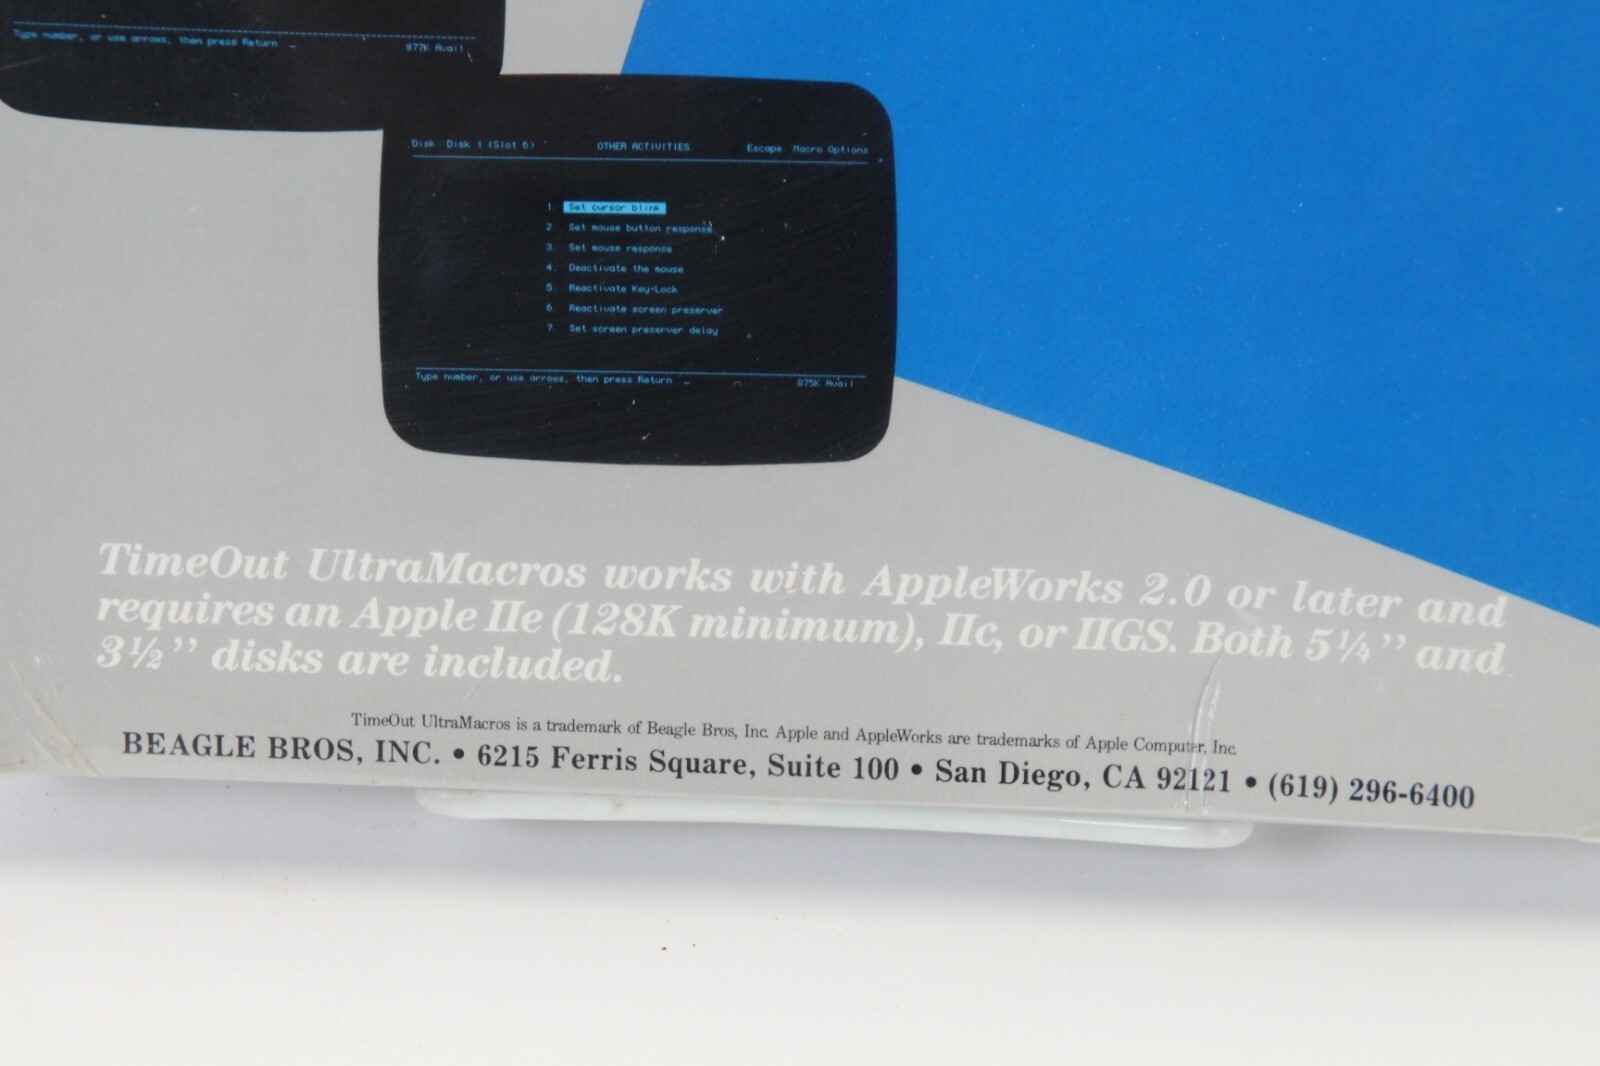 Type number, or use arrows, then press Return _ 877K Avail
Disk: Disk 1 (Slot 6) OTHER ACTIVITIES Escape: Macro Options
1. Set cursor blink
2. Set mouse button response
3. Set mouse response
4. Deactivate the mouse
5. Reactivate Key-Lock
6. Reactivate screen preserver
7. Set screen preserver delay
Type number, or use arrows, then press Return _ 875K Avail
TimeOut UltraMacros works with AppleWorks 2.0 or later and
requires an Apple IIe (128K minimum), IIc, or IIGS. Both 5¼” and
3½” disks are included.
TimeOut UltraMacros is a trademark of Beagle Bros, Inc. Apple and AppleWorks are trademarks of Apple Computer, Inc.
BEAGLE BROS, INC. • 6215 Ferris Square, Suite 100 • San Diego, CA 92121 • (619) 296-6400